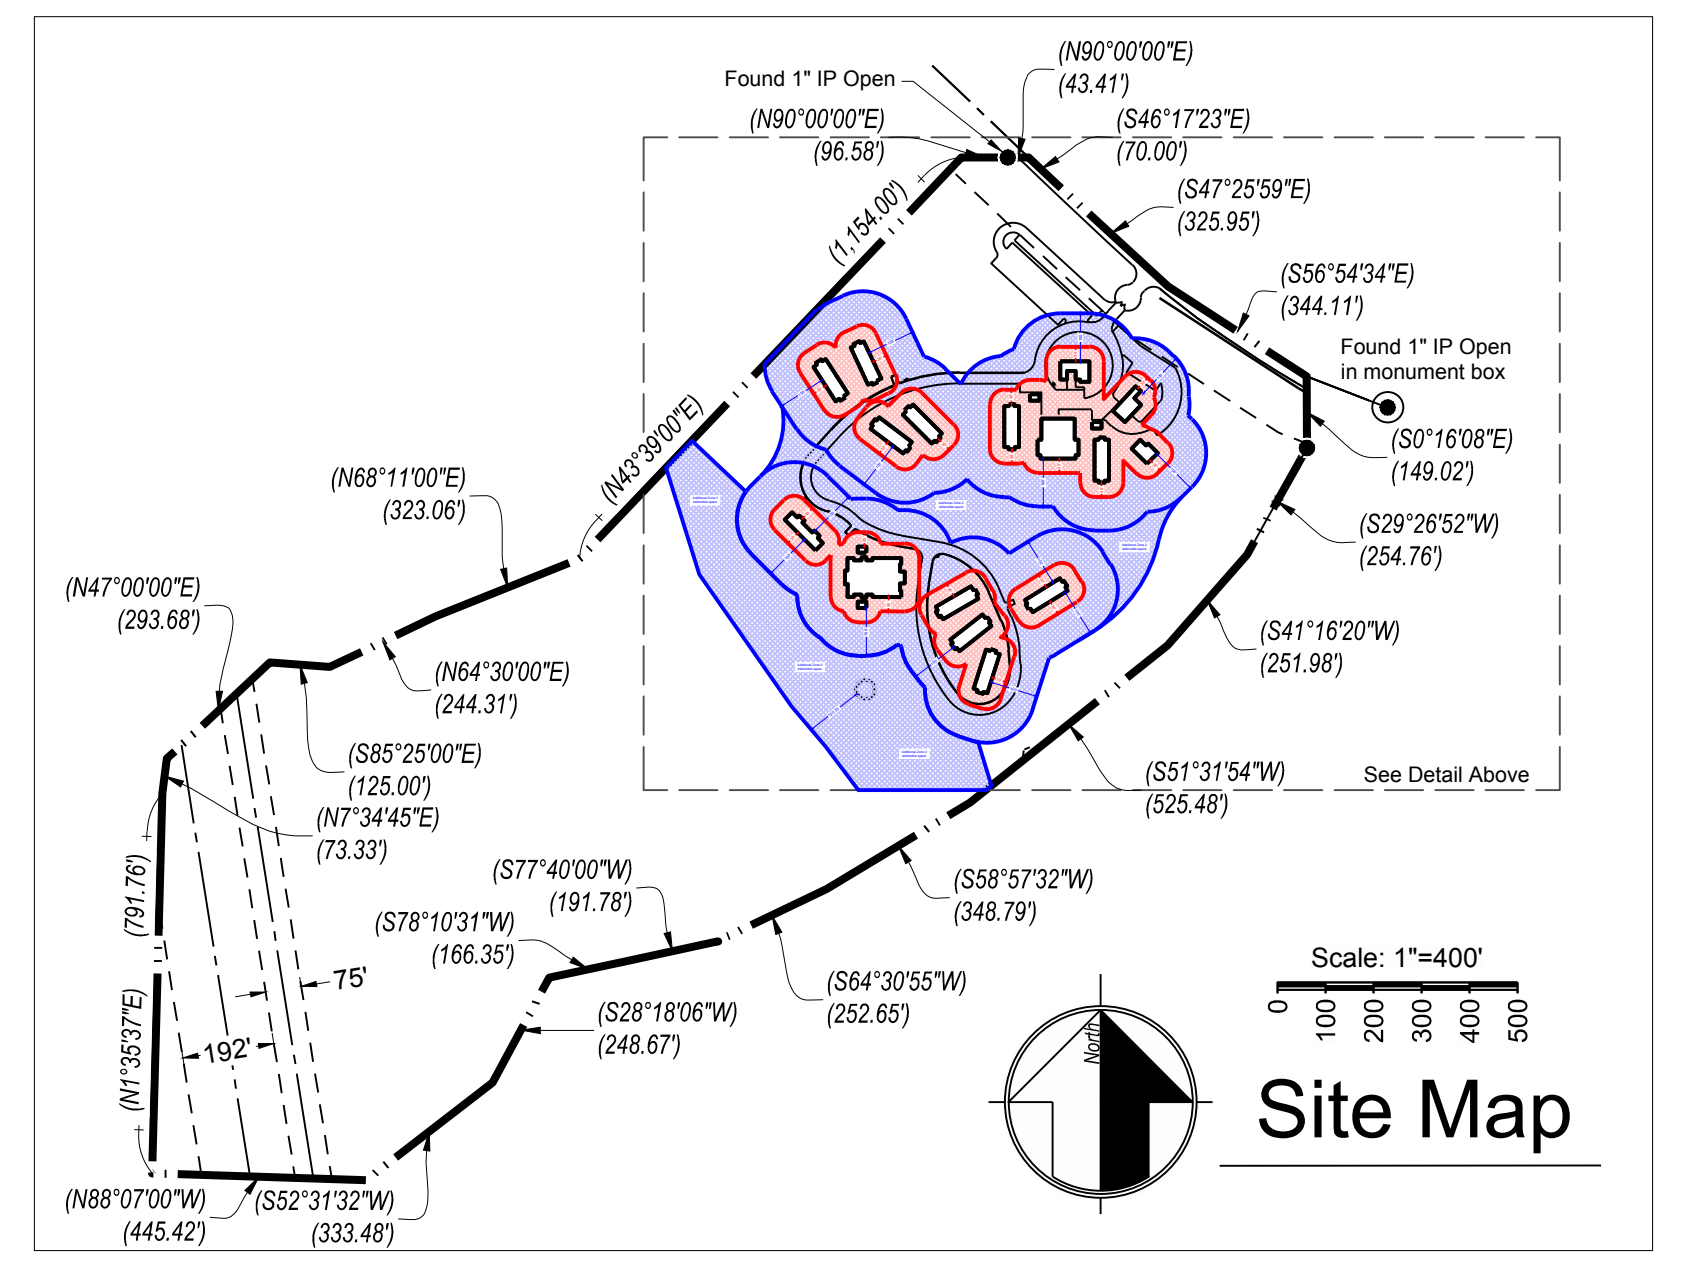 (N90°00'00"E)
(43.41')
Found 1" IP Open
(N90°00'00"E)
(96.58')
(S46°17'23"E)
(70.00')
(S47°25'59"E)
(325.95')
(1,154.00')
(S56°54'34"E)
(344.11')
Found 1" IP Open
in monument box
(N43°39'00"E)
(S0°16'08"E)
(149.02')
(N68°11'00"E)
(323.06')
(S29°26'52"W)
(254.76')
(N47°00'00"E)
(293.68')
(S41°16'20"W)
(251.98')
(N64°30'00"E)
(244.31')
(S85°25'00"E)
(125.00')
(S51°31'54"W)
(525.48')
See Detail Above
(N7°34'45"E)
(73.33')
(791.76')
(S77°40'00"W)
(191.78')
(S58°57'32"W)
(348.79')
(S78°10'31"W)
(166.35')
75'
(S64°30'55"W)
(252.65')
(N1°35'37"E)
192'
(S28°18'06"W)
(248.67')
Scale: 1"=400'
0 100 200 300 400 500
North
Site Map
(N88°07'00"W)
(445.42')
(S52°31'32"W)
(333.48')